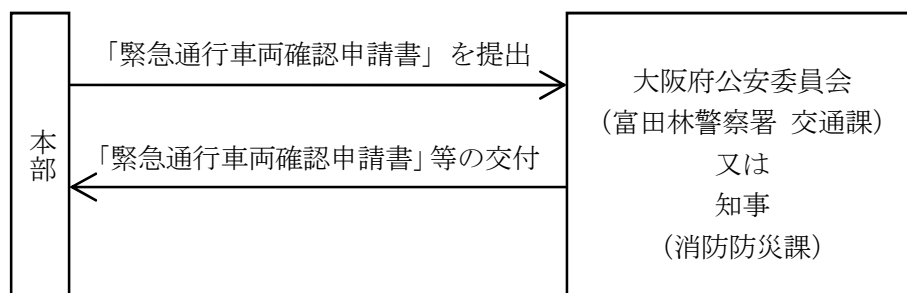 本部
「緊急通行車両確認申請書」を提出
「緊急通行車両確認申請書」等の交付
大阪府公安委員会
（富田林警察署 交通課）
又は
知事
（消防防災課）